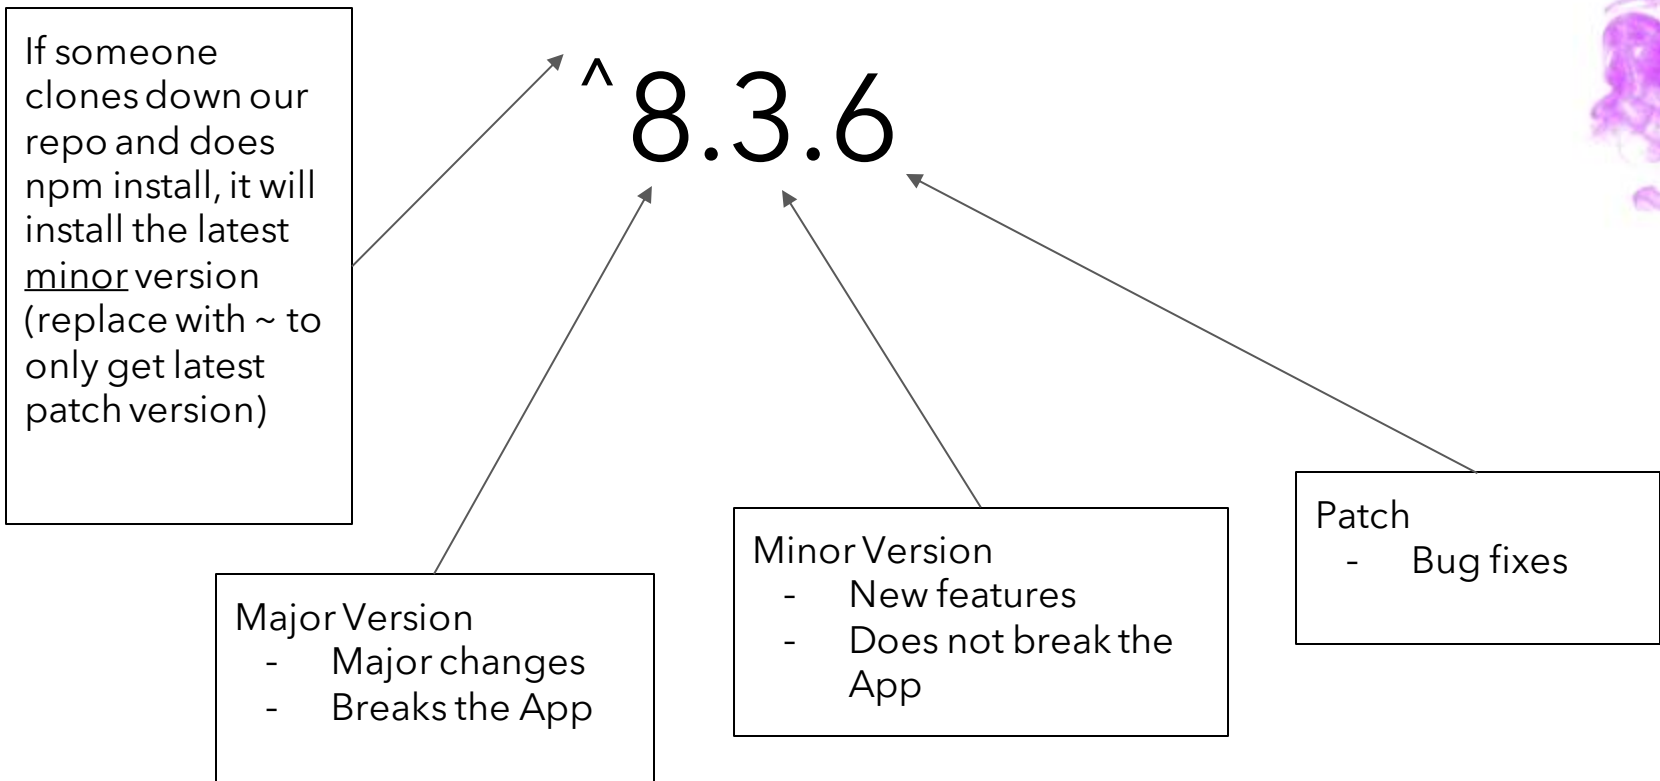 If someone
clones down our
repo and does
npm install, it will
install the latest
minor version
(replace with ~ to
only get latest
patch version)
^8.3.6
Major Version
- Major changes
- Breaks the App
Minor Version
- New features
- Does not break the
App
Patch
- Bug fixes